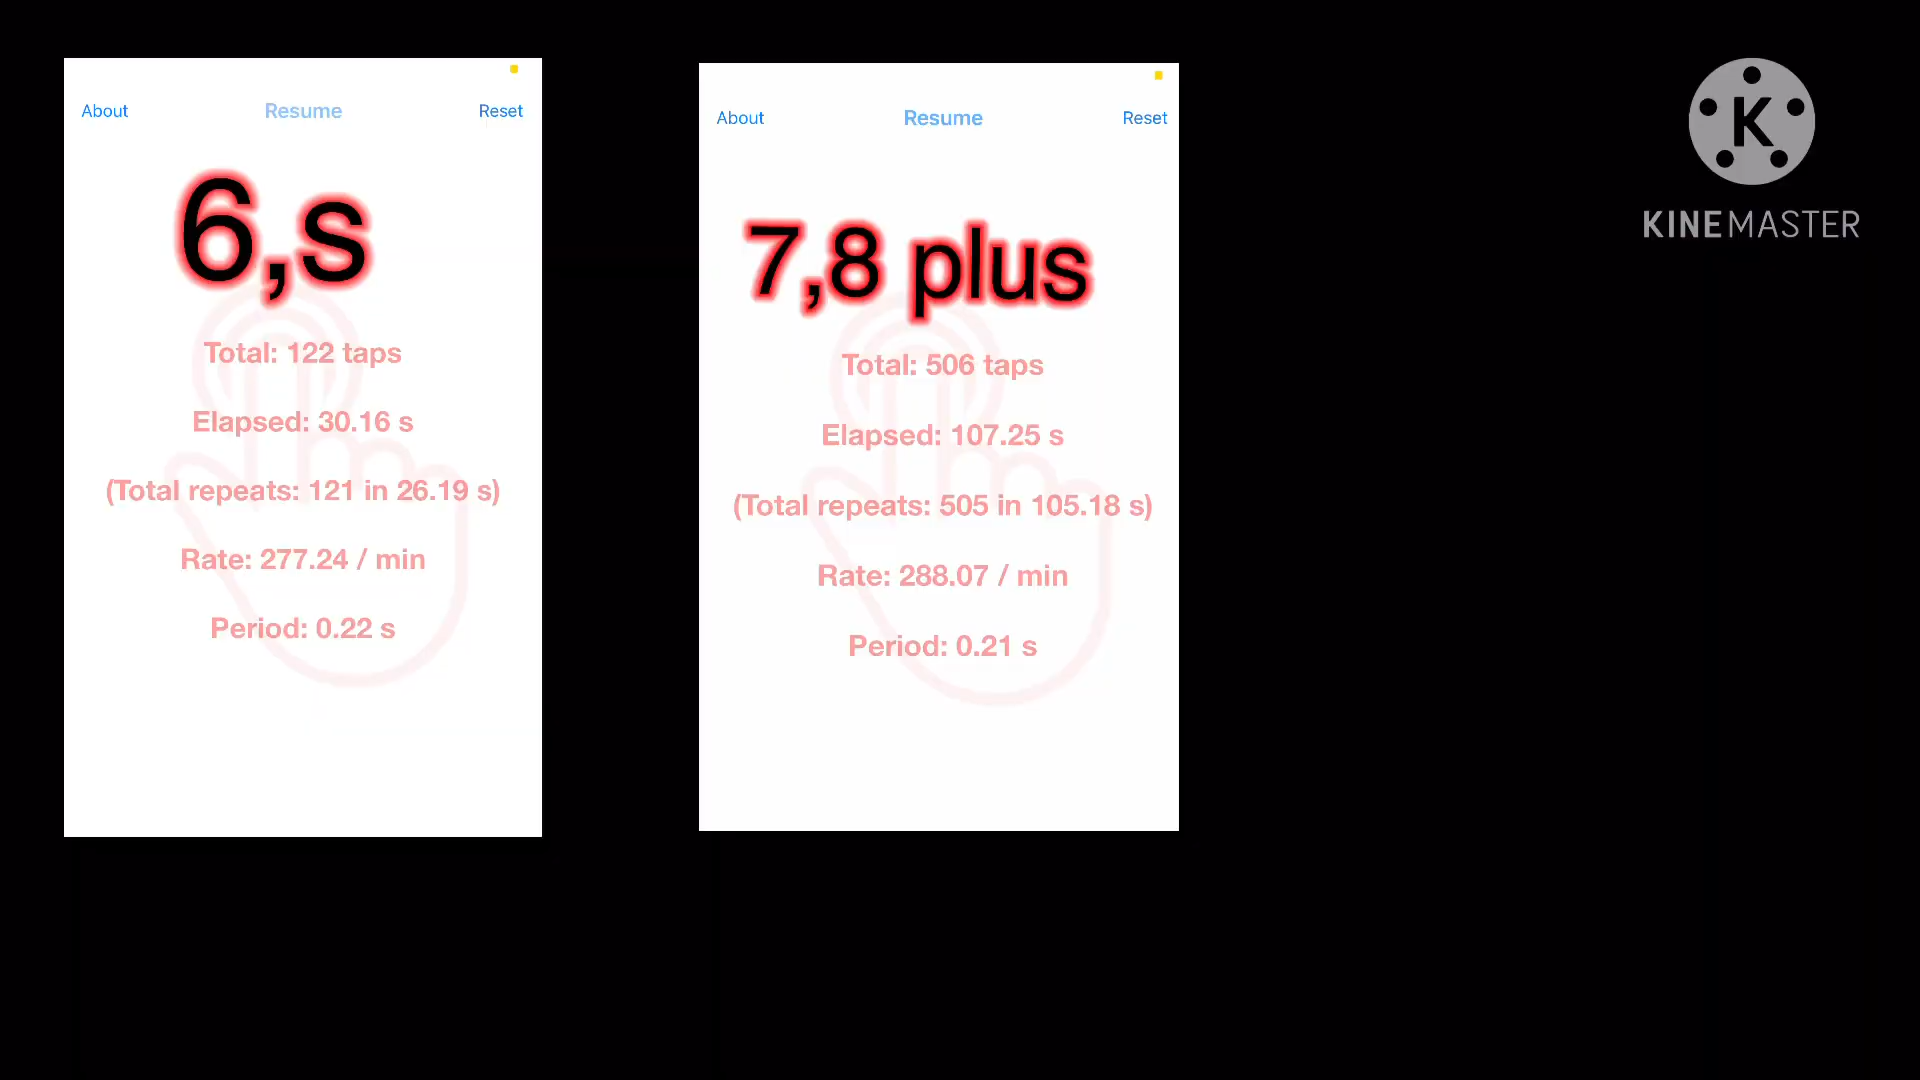 About Resume Reset
6,s
Total: 122 taps
Elapsed: 30.16 s
(Total repeats: 121 in 26.19 s)
Rate: 277.24 / min
Period: 0.22 s
About Resume Reset
7,8 plus
Total: 506 taps
Elapsed: 107.25 s
(Total repeats: 505 in 105.18 s)
Rate: 288.07 / min
Period: 0.21 s
K
KINEMASTER